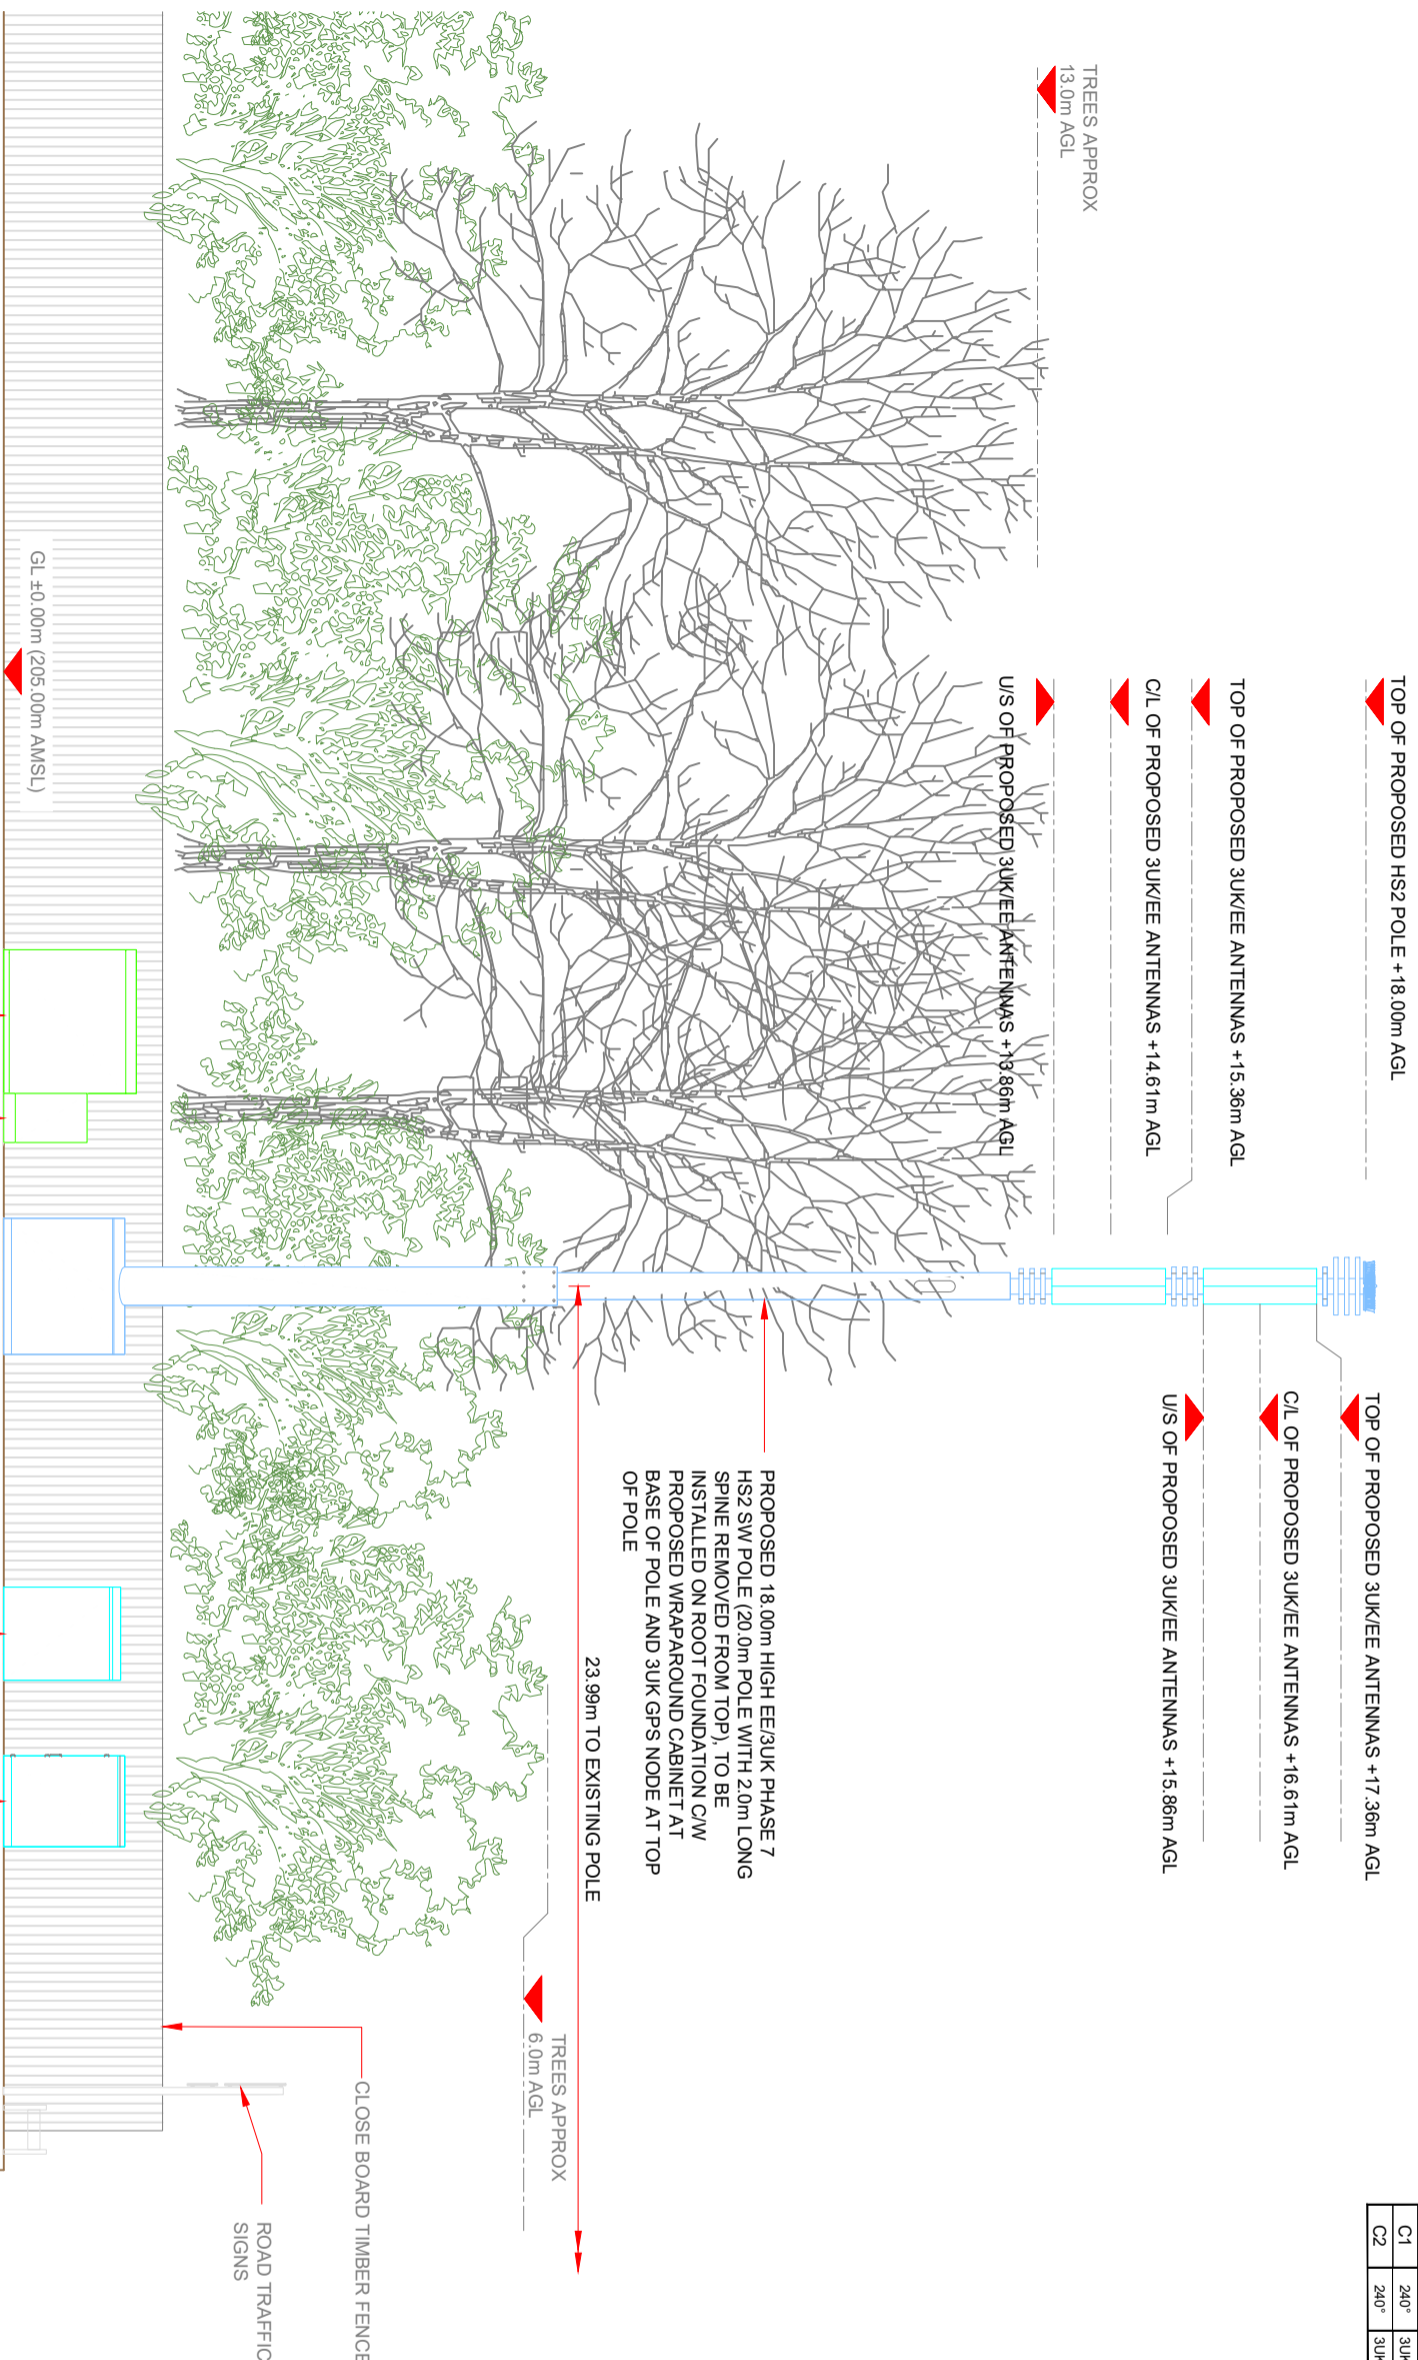 C1 240° 3UK
C2 240° 3UK
TOP OF PROPOSED HS2 POLE +18.00m AGL
TOP OF PROPOSED 3UK/EE ANTENNAS +17.36m AGL
C/L OF PROPOSED 3UK/EE ANTENNAS +16.61m AGL
U/S OF PROPOSED 3UK/EE ANTENNAS +15.86m AGL
TOP OF PROPOSED 3UK/EE ANTENNAS +15.36m AGL
C/L OF PROPOSED 3UK/EE ANTENNAS +14.61m AGL
U/S OF PROPOSED 3UK/EE ANTENNAS +13.86m AGL
TREES APPROX
13.0m AGL
PROPOSED 18.00m HIGH EE/3UK PHASE 7
HS2 SW POLE (20.0m POLE WITH 2.0m LONG
SPINE REMOVED FROM TOP), TO BE
INSTALLED ON ROOT FOUNDATION C/W
PROPOSED WRAPAROUND CABINET AT
BASE OF POLE AND 3UK GPS NODE AT TOP
OF POLE
23.99m TO EXISTING POLE
TREES APPROX
6.0m AGL
CLOSE BOARD TIMBER FENCE
ROAD TRAFFIC
SIGNS
GL ±0.00m (205.00m AMSL)